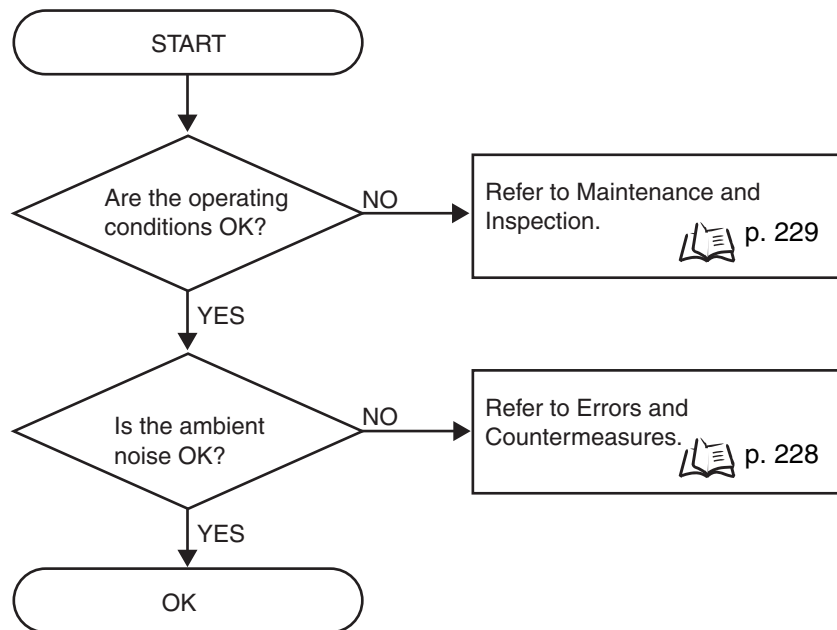 START
Are the operating
conditions OK?
NO
Refer to Maintenance and
Inspection.
p. 229
YES
Is the ambient
noise OK?
NO
Refer to Errors and
Countermeasures.
p. 228
YES
OK